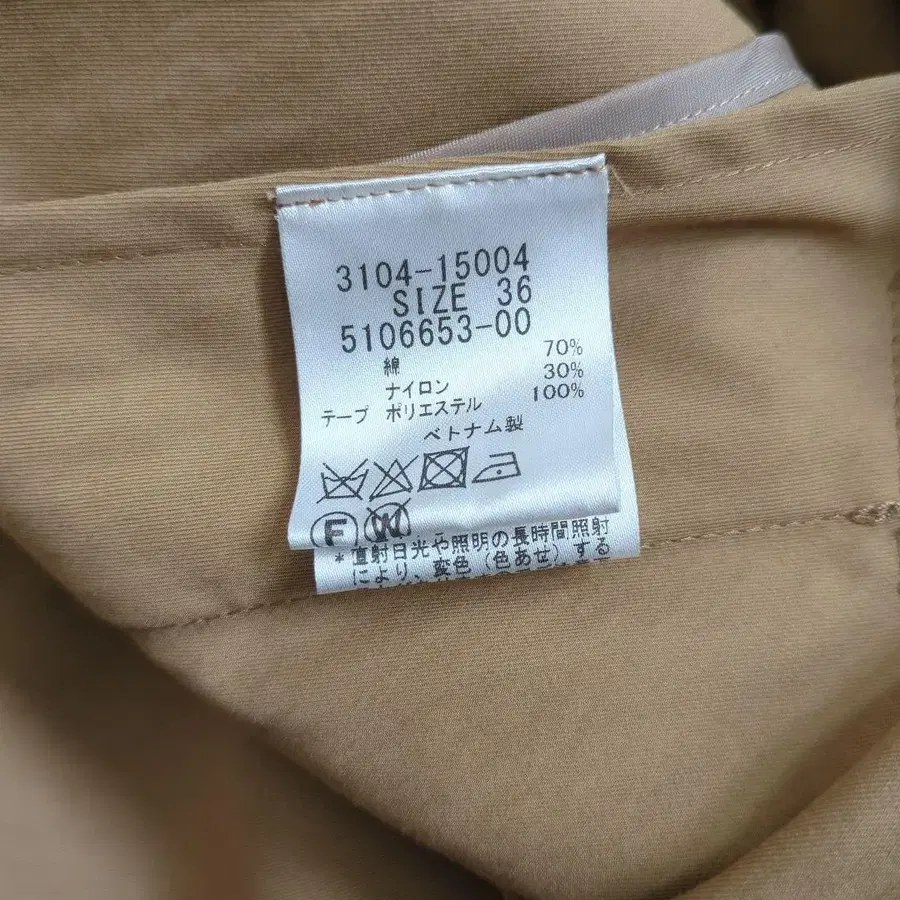 3104-15004
SIZE 36
5106653-00
綿 70%
ナイロン 30%
テープ ポリエステル 100%
ベトナム製
F W
*直射日光や照明の長時間照射
により、変色(色あせ)する